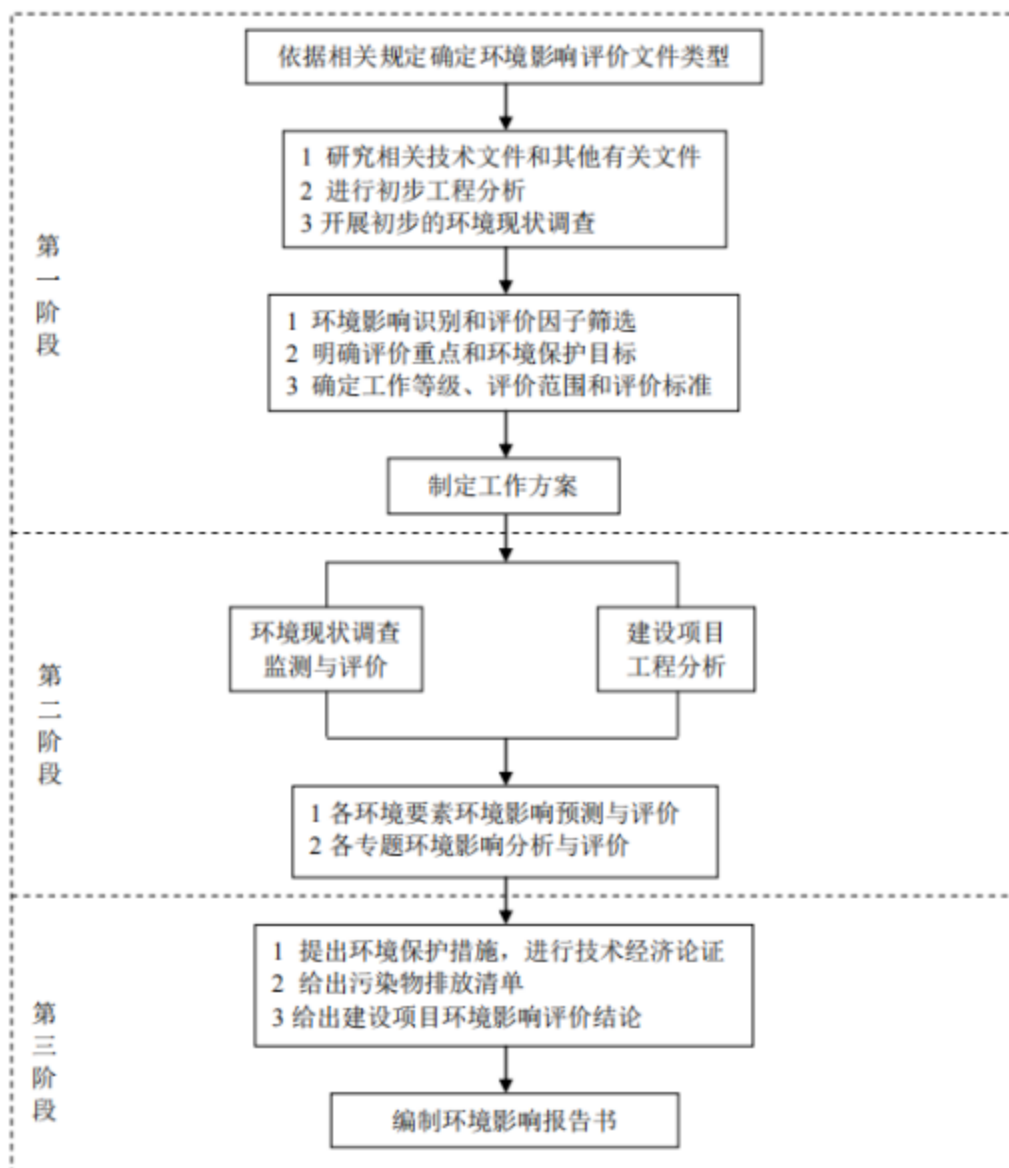 依据相关规定确定环境影响评价文件类型
1 研究相关技术文件和其他有关文件
2 进行初步工程分析
3 开展初步的环境现状调查
第一阶段
1 环境影响识别和评价因子筛选
2 明确评价重点和环境保护目标
3 确定工作等级、评价范围和评价标准
制定工作方案
第二阶段
环境现状调查
监测与评价
建设项目
工程分析
1 各环境要素环境影响预测与评价
2 各专题环境影响分析与评价
第三阶段
1 提出环境保护措施，进行技术经济论证
2 给出污染物排放清单
3 给出建设项目环境影响评价结论
编制环境影响报告书